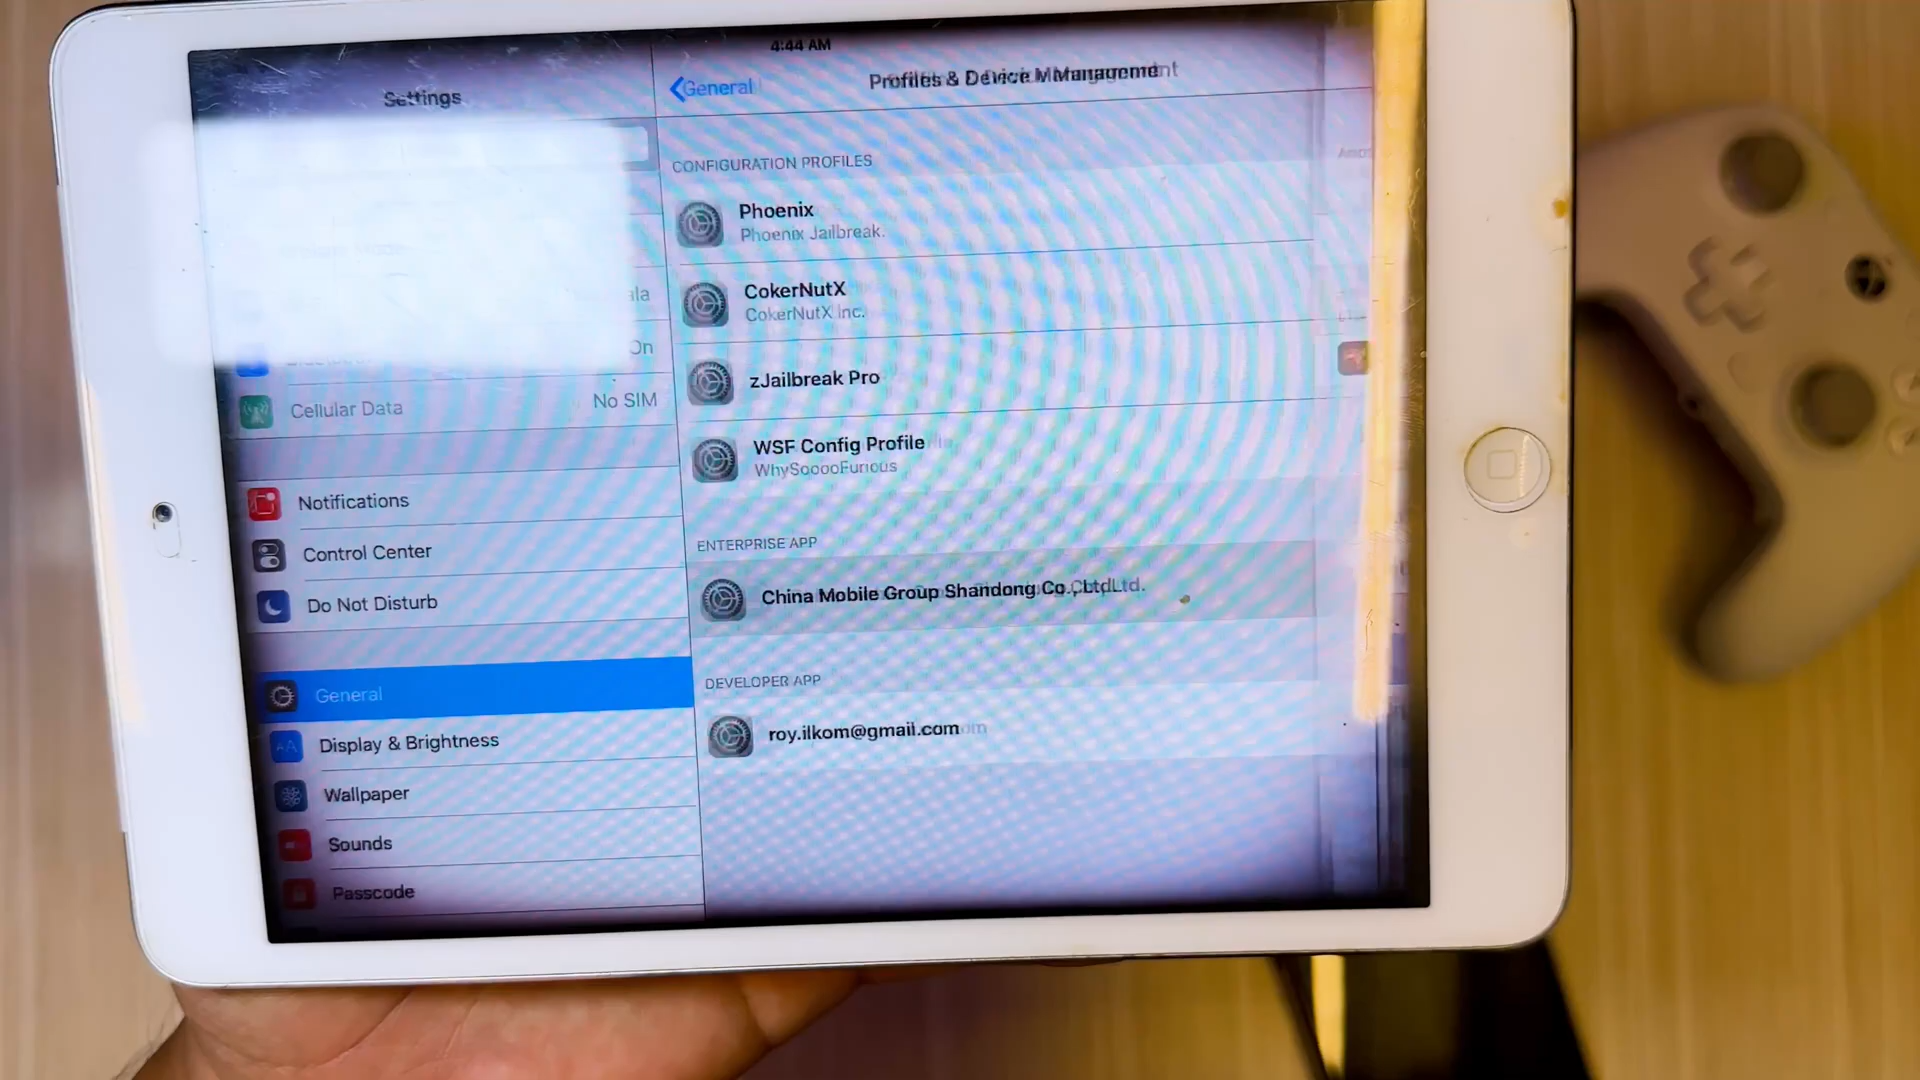 4:44 AM
Settings
General
Profiles & Device Management
CONFIGURATION PROFILES
Phoenix
Phoenix Jailbreak.
CokerNutX
CokerNutX Inc.
zJailbreak Pro
WSF Config Profile
WhySooooFurious
ENTERPRISE APP
China Mobile Group Shandong Co., Ltd.
DEVELOPER APP
roy.ilkom@gmail.com
On
Cellular Data
No SIM
Notifications
Control Center
Do Not Disturb
General
Display & Brightness
Wallpaper
Sounds
Passcode